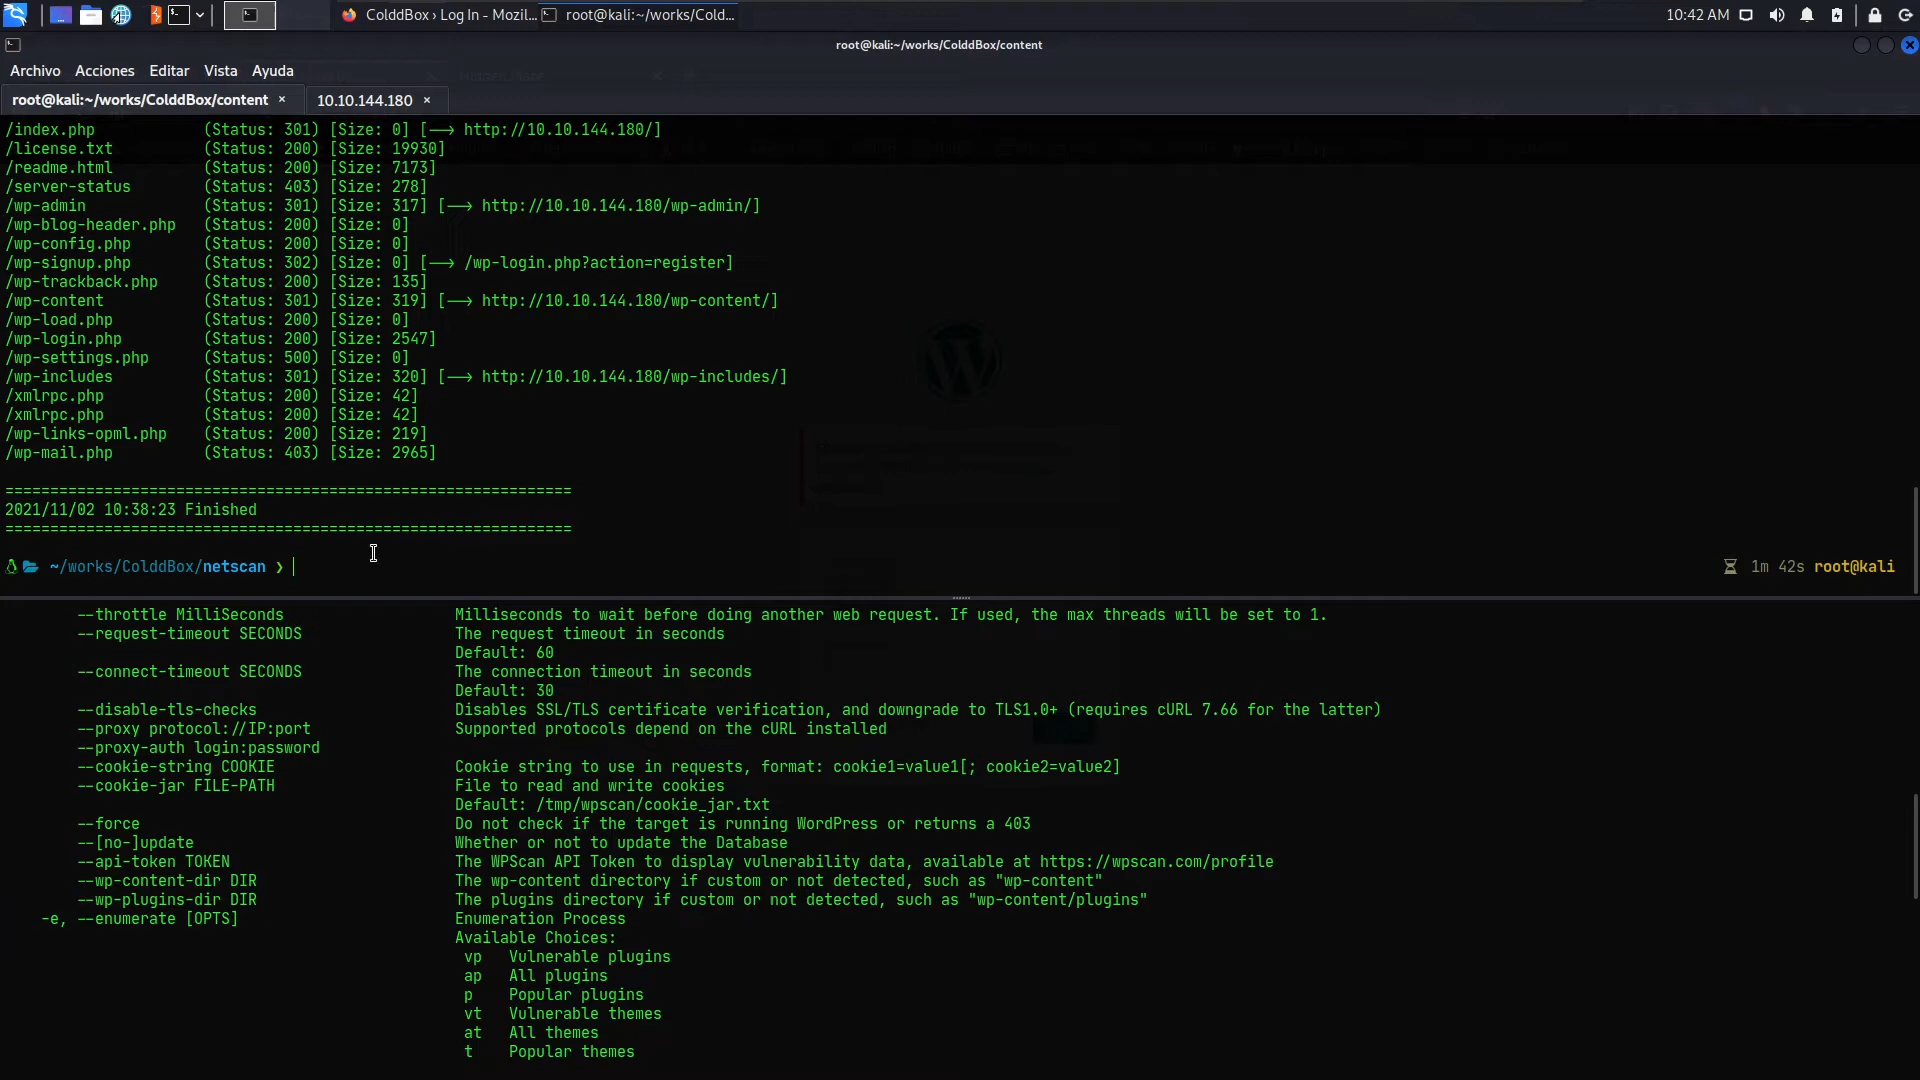 ColddBox › Log In - Mozil...
root@kali:~/works/Cold...
10:42 AM
root@kali:~/works/ColddBox/content
Archivo Acciones Editar Vista Ayuda
root@kali:~/works/ColddBox/content ×
10.10.144.180 ×
/index.php (Status: 301) [Size: 0] [--> http://10.10.144.180/]
/license.txt (Status: 200) [Size: 19930]
/readme.html (Status: 200) [Size: 7173]
/server-status (Status: 403) [Size: 278]
/wp-admin (Status: 301) [Size: 317] [--> http://10.10.144.180/wp-admin/]
/wp-blog-header.php (Status: 200) [Size: 0]
/wp-config.php (Status: 200) [Size: 0]
/wp-signup.php (Status: 302) [Size: 0] [--> /wp-login.php?action=register]
/wp-trackback.php (Status: 200) [Size: 135]
/wp-content (Status: 301) [Size: 319] [--> http://10.10.144.180/wp-content/]
/wp-load.php (Status: 200) [Size: 0]
/wp-login.php (Status: 200) [Size: 2547]
/wp-settings.php (Status: 500) [Size: 0]
/wp-includes (Status: 301) [Size: 320] [--> http://10.10.144.180/wp-includes/]
/xmlrpc.php (Status: 200) [Size: 42]
/xmlrpc.php (Status: 200) [Size: 42]
/wp-links-opml.php (Status: 200) [Size: 219]
/wp-mail.php (Status: 403) [Size: 2965]
===============================================================
2021/11/02 10:38:23 Finished
===============================================================
~/works/ColddBox/netscan ❯ 1m 42s root@kali
--throttle MilliSeconds Milliseconds to wait before doing another web request. If used, the max threads will be set to 1.
--request-timeout SECONDS The request timeout in seconds
Default: 60
--connect-timeout SECONDS The connection timeout in seconds
Default: 30
--disable-tls-checks Disables SSL/TLS certificate verification, and downgrade to TLS1.0+ (requires cURL 7.66 for the latter)
--proxy protocol://IP:port Supported protocols depend on the cURL installed
--proxy-auth login:password
--cookie-string COOKIE Cookie string to use in requests, format: cookie1=value1[; cookie2=value2]
--cookie-jar FILE-PATH File to read and write cookies
Default: /tmp/wpscan/cookie_jar.txt
--force Do not check if the target is running WordPress or returns a 403
--[no-]update Whether or not to update the Database
--api-token TOKEN The WPScan API Token to display vulnerability data, available at https://wpscan.com/profile
--wp-content-dir DIR The wp-content directory if custom or not detected, such as "wp-content"
--wp-plugins-dir DIR The plugins directory if custom or not detected, such as "wp-content/plugins"
-e, --enumerate [OPTS] Enumeration Process
Available Choices:
vp Vulnerable plugins
ap All plugins
p Popular plugins
vt Vulnerable themes
at All themes
t Popular themes